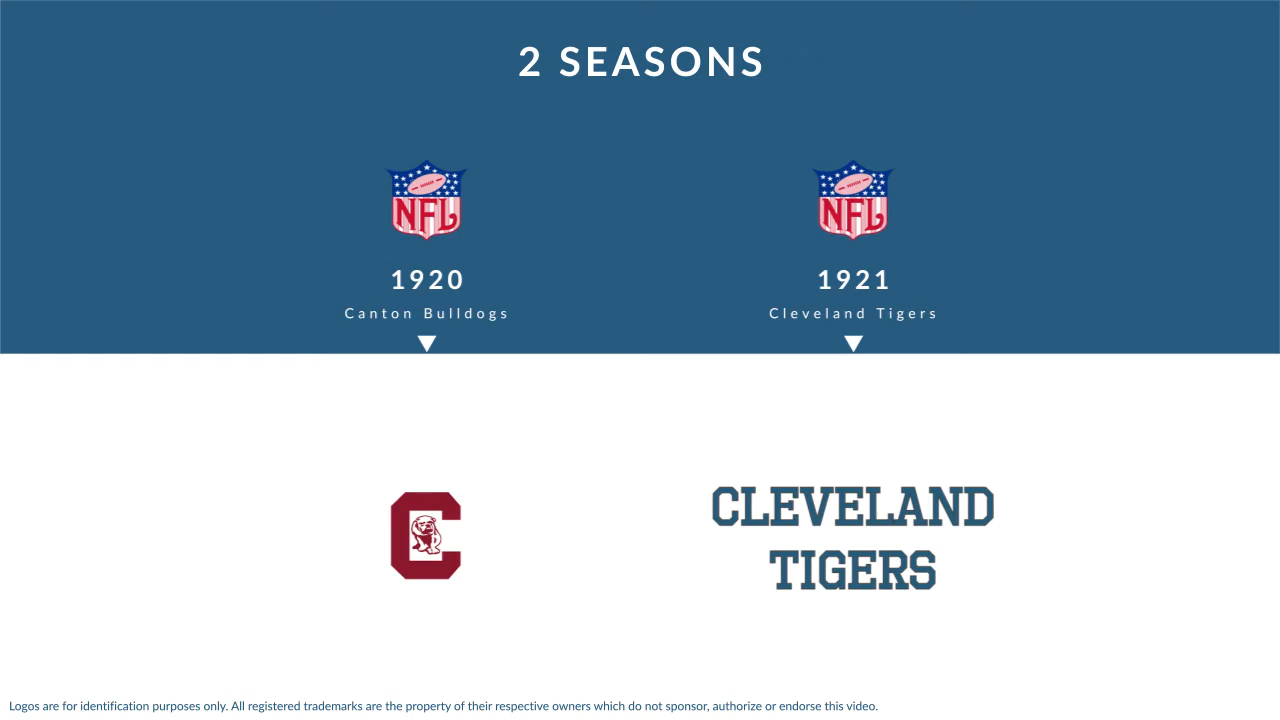 2 SEASONS
NFL
NFL
1920
1921
Canton Bulldogs
Cleveland Tigers
C
CLEVELAND
TIGERS
Logos are for identification purposes only. All registered trademarks are the property of their respective owners which do not sponsor, authorize or endorse this video.